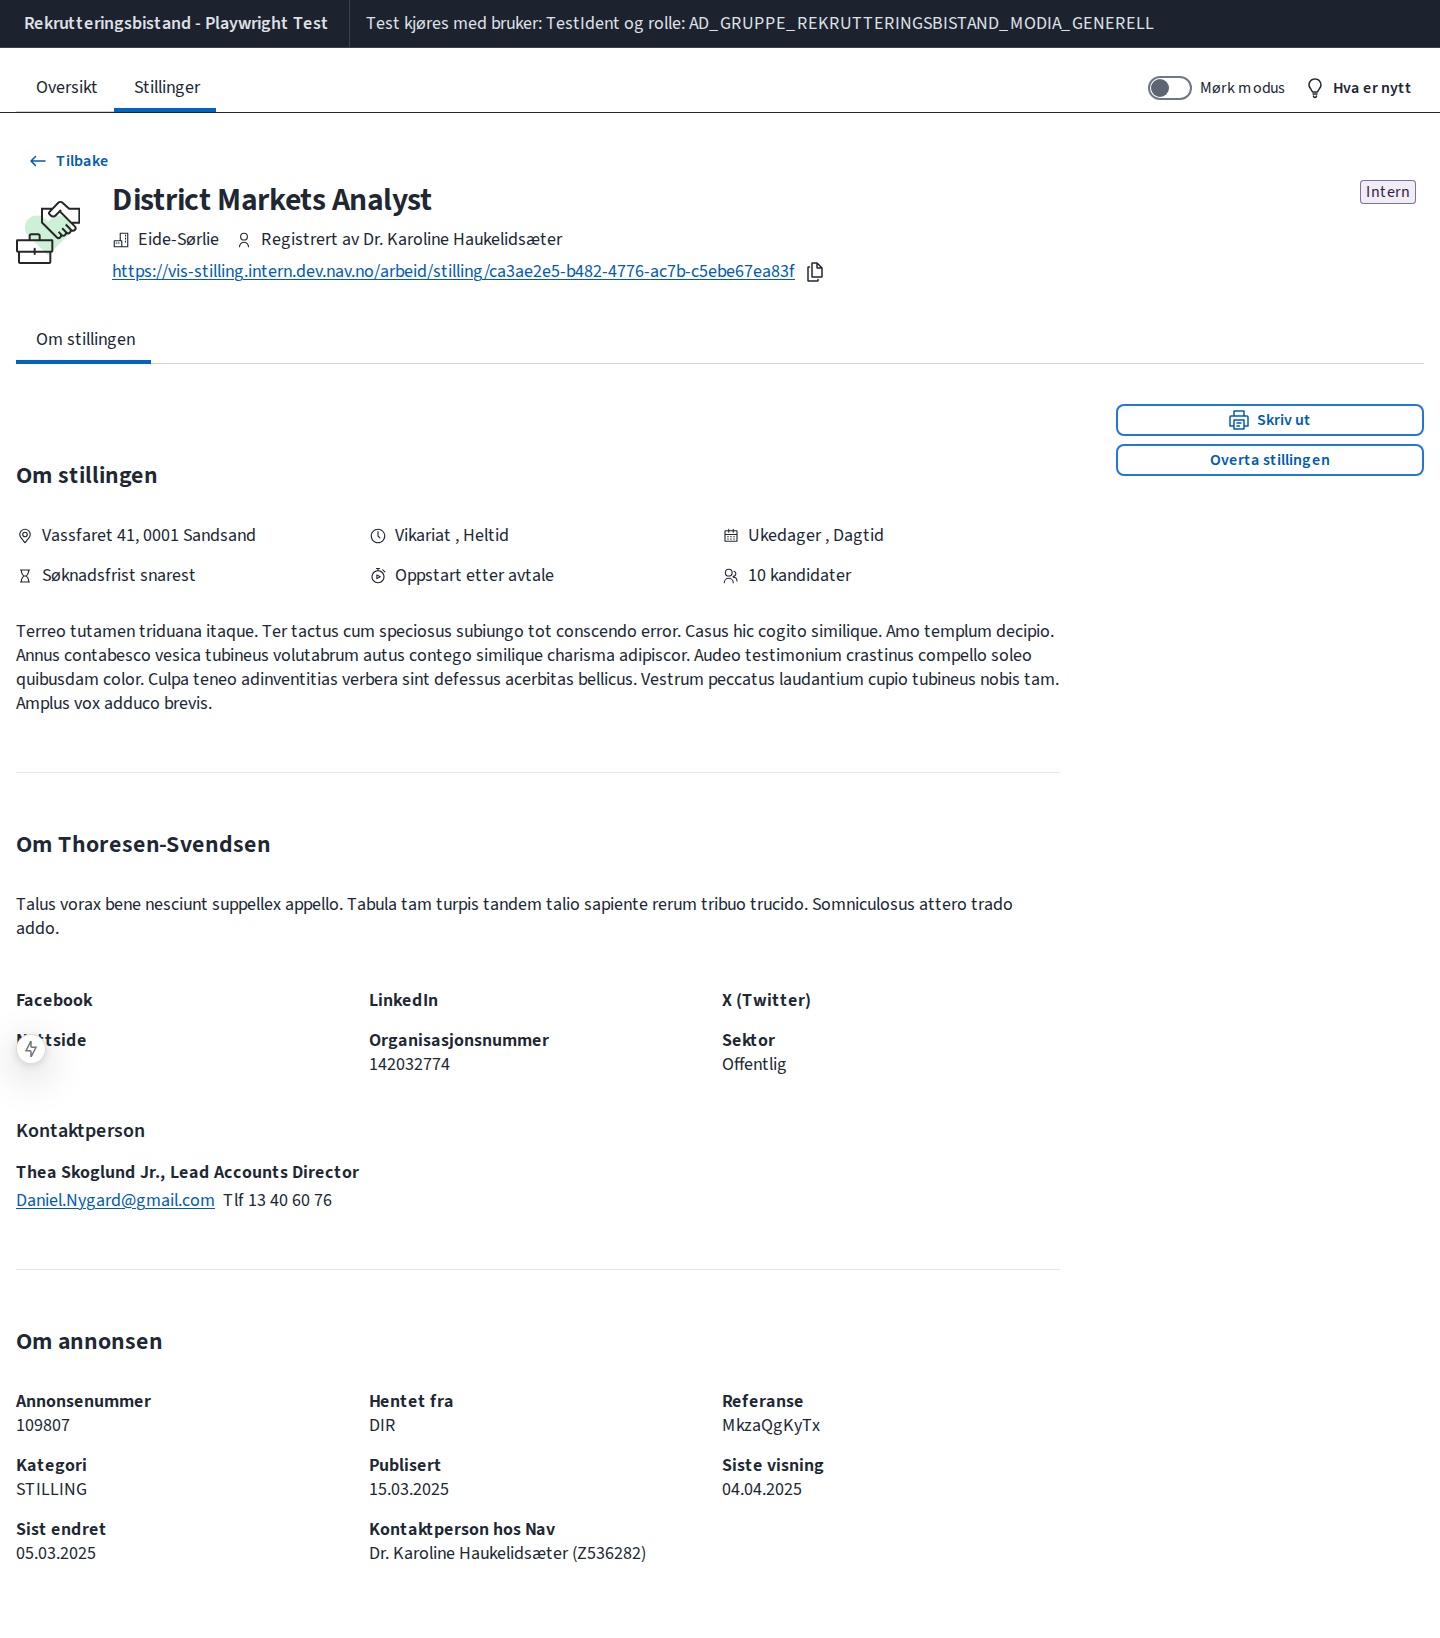 Rekrutteringsbistand - Playwright Test
Test kjøres med bruker: TestIdent og rolle: AD_GRUPPE_REKRUTTERINGSBISTAND_MODIA_GENERELL
Oversikt
Stillinger
Mørk modus
Hva er nytt
Tilbake
District Markets Analyst
Intern
Eide-Sørlie
Registrert av Dr. Karoline Haukelidsæter
https://vis-stilling.intern.dev.nav.no/arbeid/stilling/ca3ae2e5-b482-4776-ac7b-c5ebe67ea83f
Om stillingen
Skriv ut
Overta stillingen
Om stillingen
Vassfaret 41, 0001 Sandsand
Vikariat , Heltid
Ukedager , Dagtid
Søknadsfrist snarest
Oppstart etter avtale
10 kandidater
Terreo tutamen triduana itaque. Ter tactus cum speciosus subiungo tot conscendo error. Casus hic cogito similique. Amo templum decipio.
Annus contabesco vesica tubineus volutabrum autus contego similique charisma adipiscor. Audeo testimonium crastinus compello soleo
quibusdam color. Culpa teneo adinventitias verbera sint defessus acerbitas bellicus. Vestrum peccatus laudantium cupio tubineus nobis tam.
Amplus vox adduco brevis.
Om Thoresen-Svendsen
Talus vorax bene nesciunt suppellex appello. Tabula tam turpis tandem talio sapiente rerum tribuo trucido. Somniculosus attero trado
addo.
Facebook
LinkedIn
X (Twitter)
Organisasjonsnummer
142032774
Sektor
Offentlig
Kontaktperson
Thea Skoglund Jr., Lead Accounts Director
Daniel.Nygard@gmail.com Tlf 13 40 60 76
Om annonsen
Annonsenummer
109807
Hentet fra
DIR
Referanse
MkzaQgKyTx
Kategori
STILLING
Publisert
15.03.2025
Siste visning
04.04.2025
Sist endret
05.03.2025
Kontaktperson hos Nav
Dr. Karoline Haukelidsæter (Z536282)